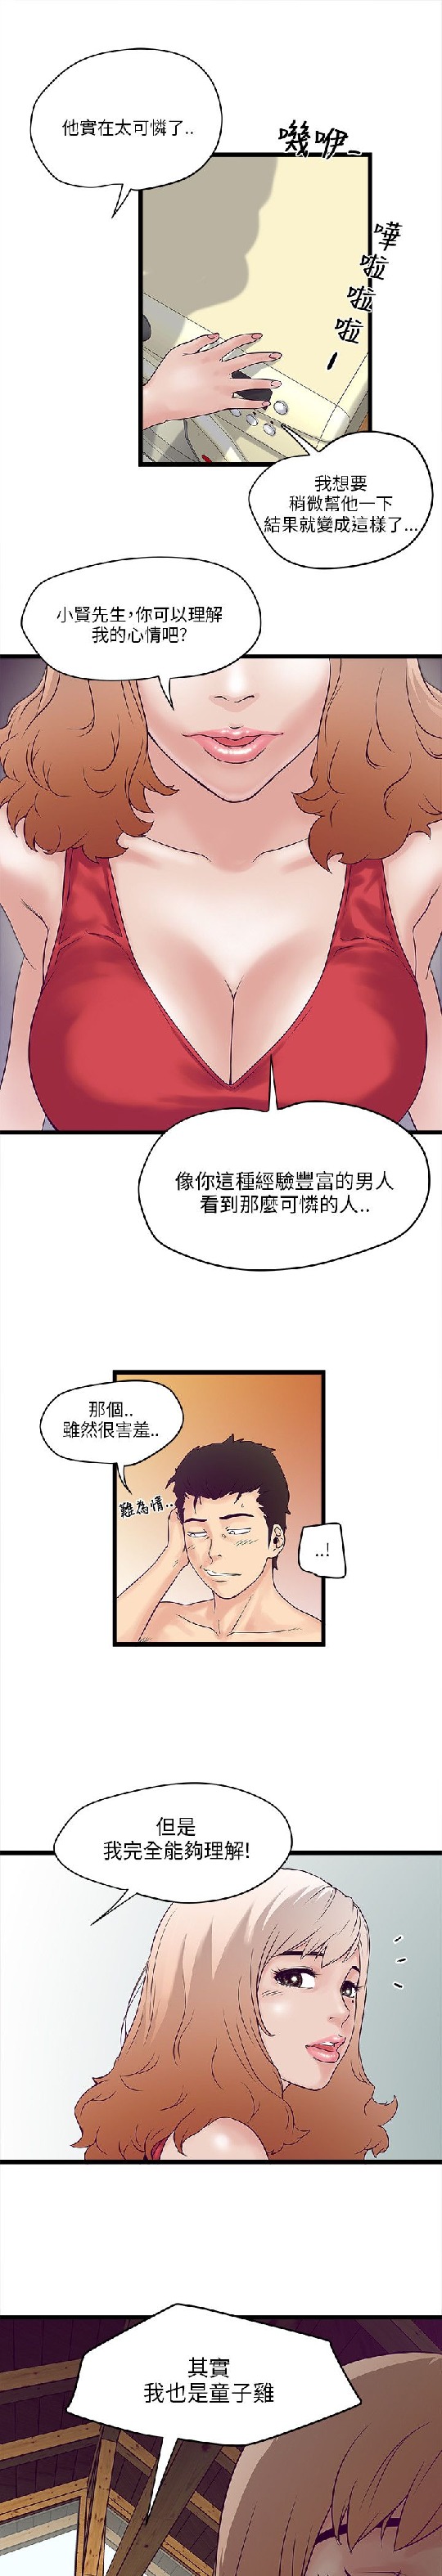 他實在太可憐了..
嘰咿_
嘩
啦
啦
啦
我想要
稍微幫他一下
結果就變成這樣了...
小賢先生,你可以理解
我的心情吧?
像你這種經驗豐富的男人
看到那麼可憐的人..
那個..
雖然很害羞..
難為情..
..!
但是
我完全能夠理解!
其實
我也是童子雞